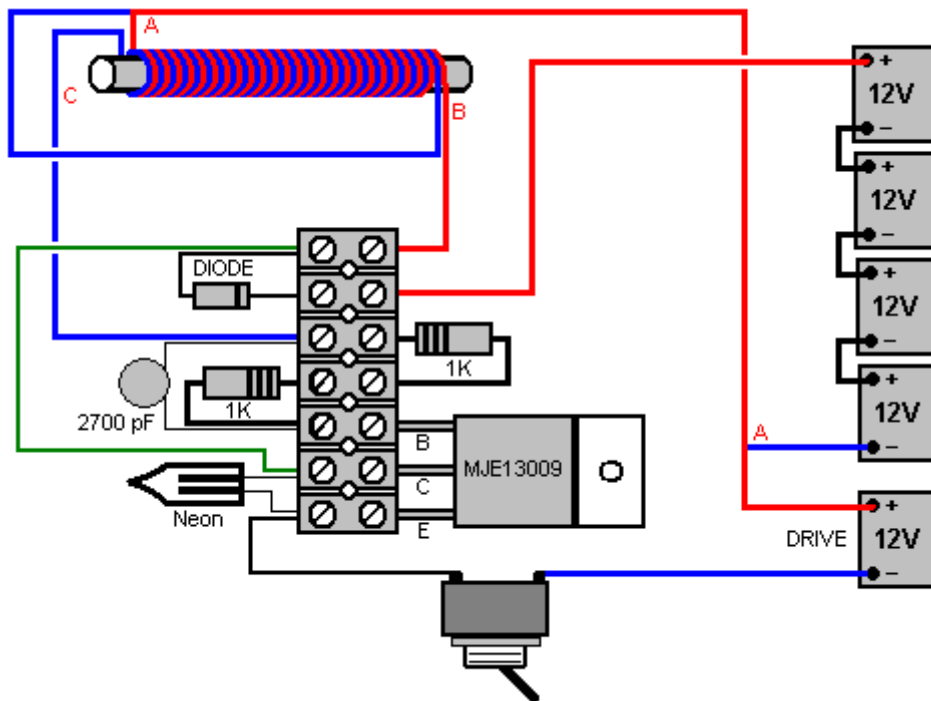 A
C
B
+
12V
−
+
12V
−
+
12V
−
+
12V
−
A
DIODE
1K
1K
2700 pF
B
MJE13009
C
E
Neon
DRIVE
+
12V
−